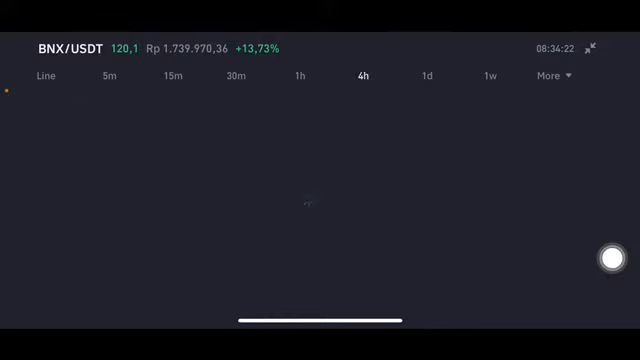 BNX/USDT 120,1 Rp 1.739.970,36 +13,73% 08:34:22
Line 5m 15m 30m 1h 4h 1d 1w More